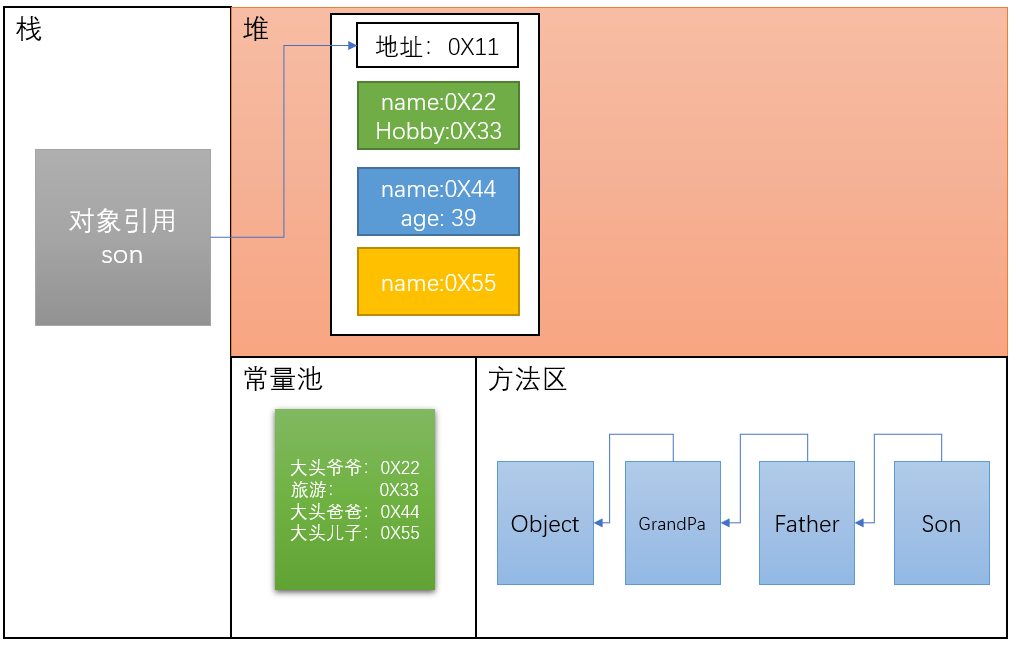 栈
对象引用
son
堆
地址：0X11
name:0X22
Hobby:0X33
name:0X44
age: 39
name:0X55
常量池
大头爷爷：0X22
旅游： 0X33
大头爸爸：0X44
大头儿子：0X55
方法区
Object
GrandPa
Father
Son